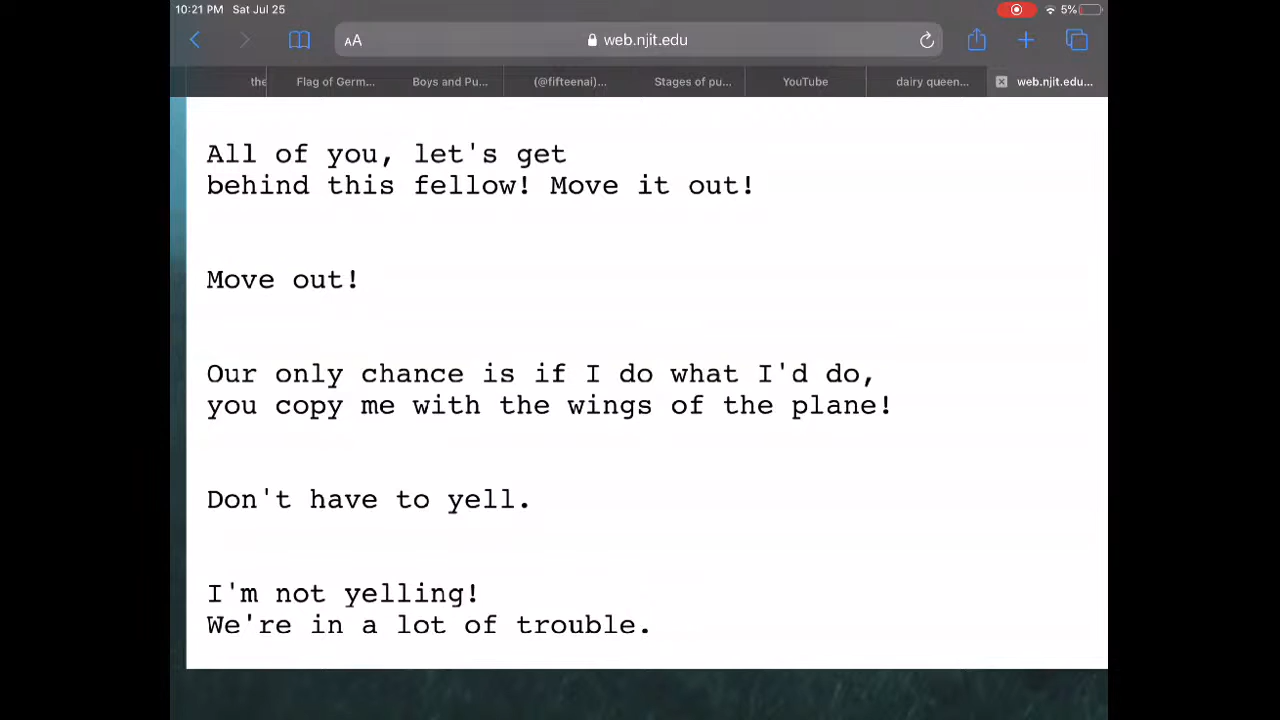 10:21 PM Sat Jul 25
5%
AA
web.njit.edu
the
Flag of Germ...
Boys and Pu...
(@fifteenai)...
Stages of pu...
YouTube
dairy queen...
web.njit.edu...
All of you, let's get
behind this fellow! Move it out!
Move out!
Our only chance is if I do what I'd do,
you copy me with the wings of the plane!
Don't have to yell.
I'm not yelling!
We're in a lot of trouble.